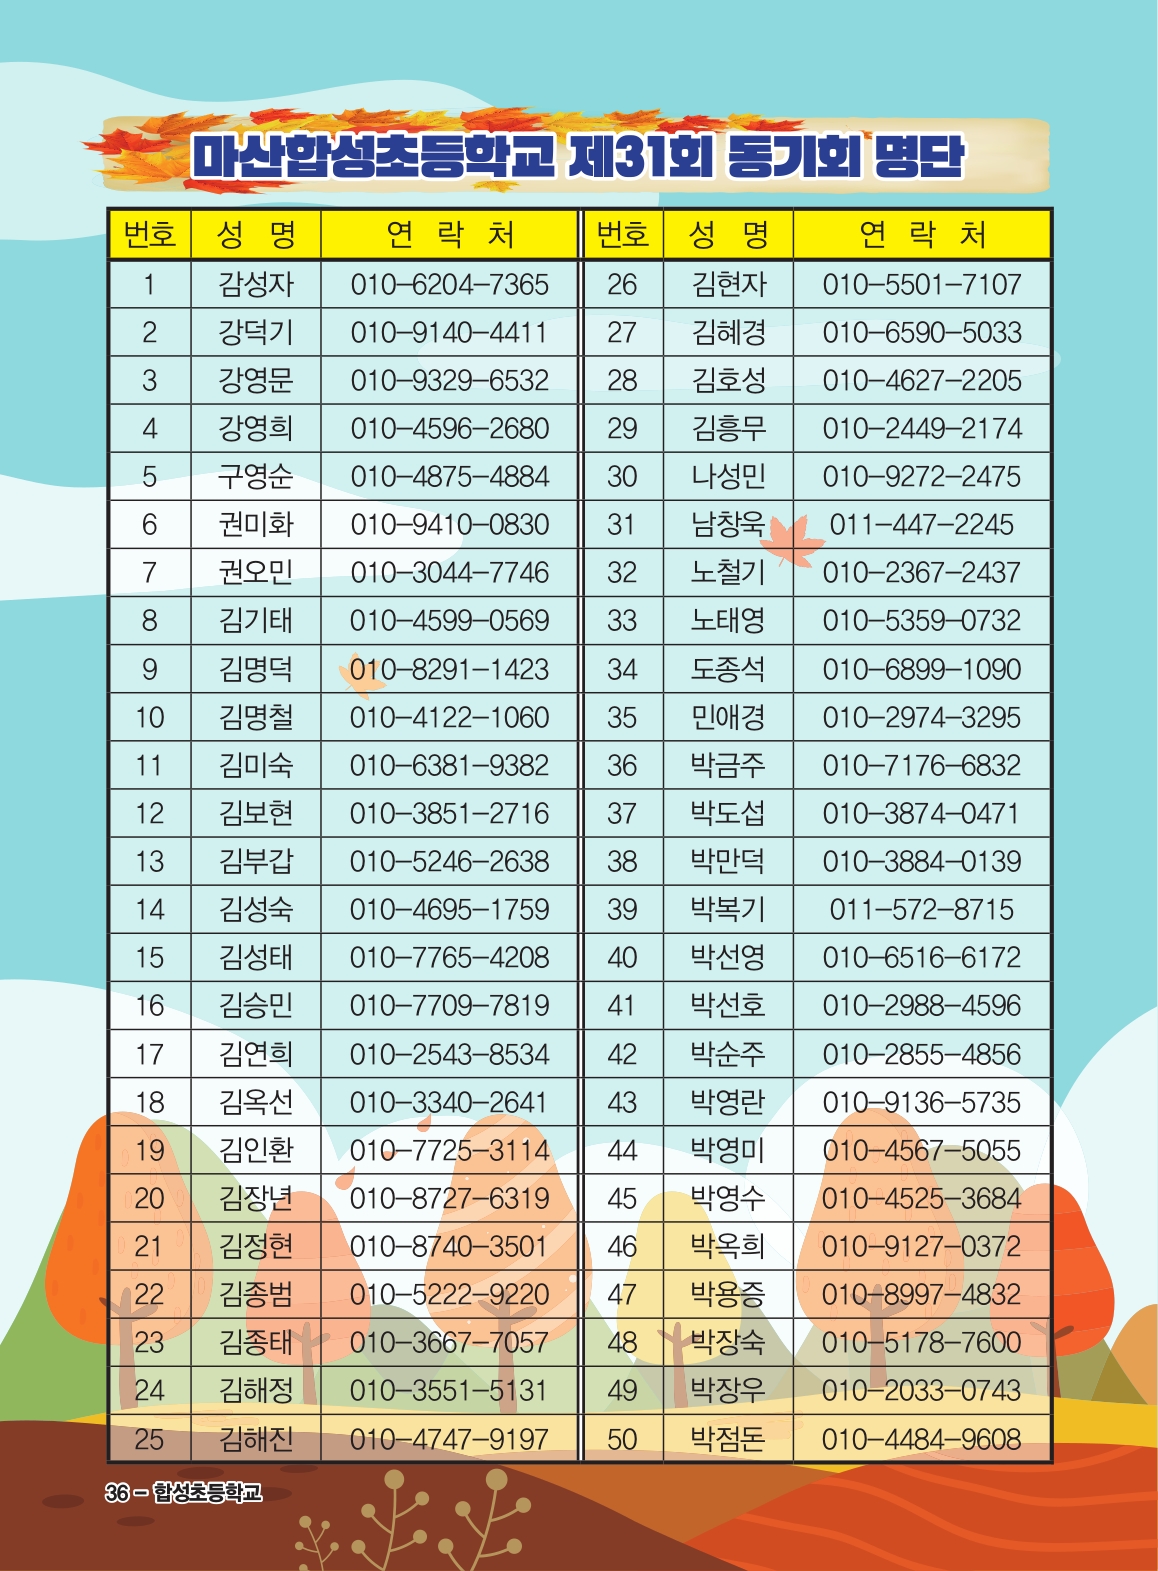 마산합성초등학교 제31회 동기회 명단
번호 성 명 연 락 처 번호 성 명 연 락 처
1 감성자 010-6204-7365 26 김현자 010-5501-7107
2 강덕기 010-9140-4411 27 김혜경 010-6590-5033
3 강영문 010-9329-6532 28 김호성 010-4627-2205
4 강영희 010-4596-2680 29 김흥무 010-2449-2174
5 구영순 010-4875-4884 30 나성민 010-9272-2475
6 권미화 010-9410-0830 31 남창욱 011-447-2245
7 권오민 010-3044-7746 32 노철기 010-2367-2437
8 김기태 010-4599-0569 33 노태영 010-5359-0732
9 김명덕 010-8291-1423 34 도종석 010-6899-1090
10 김명철 010-4122-1060 35 민애경 010-2974-3295
11 김미숙 010-6381-9382 36 박금주 010-7176-6832
12 김보현 010-3851-2716 37 박도섭 010-3874-0471
13 김부갑 010-5246-2638 38 박만덕 010-3884-0139
14 김성숙 010-4695-1759 39 박복기 011-572-8715
15 김성태 010-7765-4208 40 박선영 010-6516-6172
16 김승민 010-7709-7819 41 박선호 010-2988-4596
17 김연희 010-2543-8534 42 박순주 010-2855-4856
18 김옥선 010-3340-2641 43 박영란 010-9136-5735
19 김인환 010-7725-3114 44 박영미 010-4567-5055
20 김장년 010-8727-6319 45 박영수 010-4525-3684
21 김정현 010-8740-3501 46 박옥희 010-9127-0372
22 김종범 010-5222-9220 47 박용증 010-8997-4832
23 김종태 010-3667-7057 48 박장숙 010-5178-7600
24 김해정 010-3551-5131 49 박장우 010-2033-0743
25 김해진 010-4747-9197 50 박점돈 010-4484-9608
36 - 합성초등학교